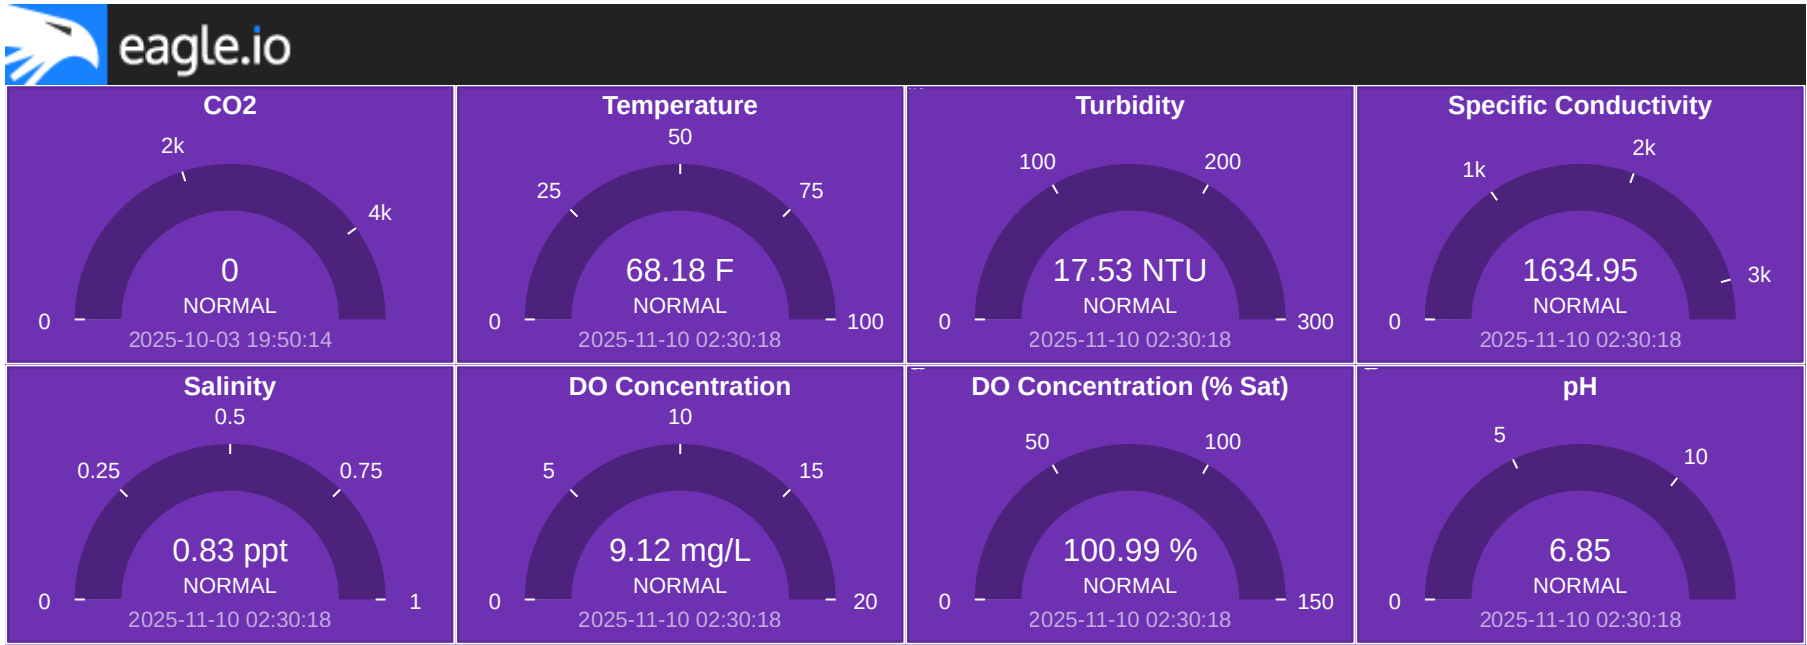 eagle.io
CO2
2k
4k
0
0
NORMAL
2025-10-03 19:50:14
Temperature
50
25
75
68.18 F
NORMAL
0
100
2025-11-10 02:30:18
Turbidity
100
200
17.53 NTU
NORMAL
0
300
2025-11-10 02:30:18
Specific Conductivity
2k
1k
3k
1634.95
NORMAL
0
2025-11-10 02:30:18
Salinity
0.5
0.25
0.75
0.83 ppt
NORMAL
0
1
2025-11-10 02:30:18
DO Concentration
10
5
15
9.12 mg/L
NORMAL
0
20
2025-11-10 02:30:18
DO Concentration (% Sat)
50
100
100.99 %
NORMAL
0
150
2025-11-10 02:30:18
pH
5
10
6.85
NORMAL
0
2025-11-10 02:30:18